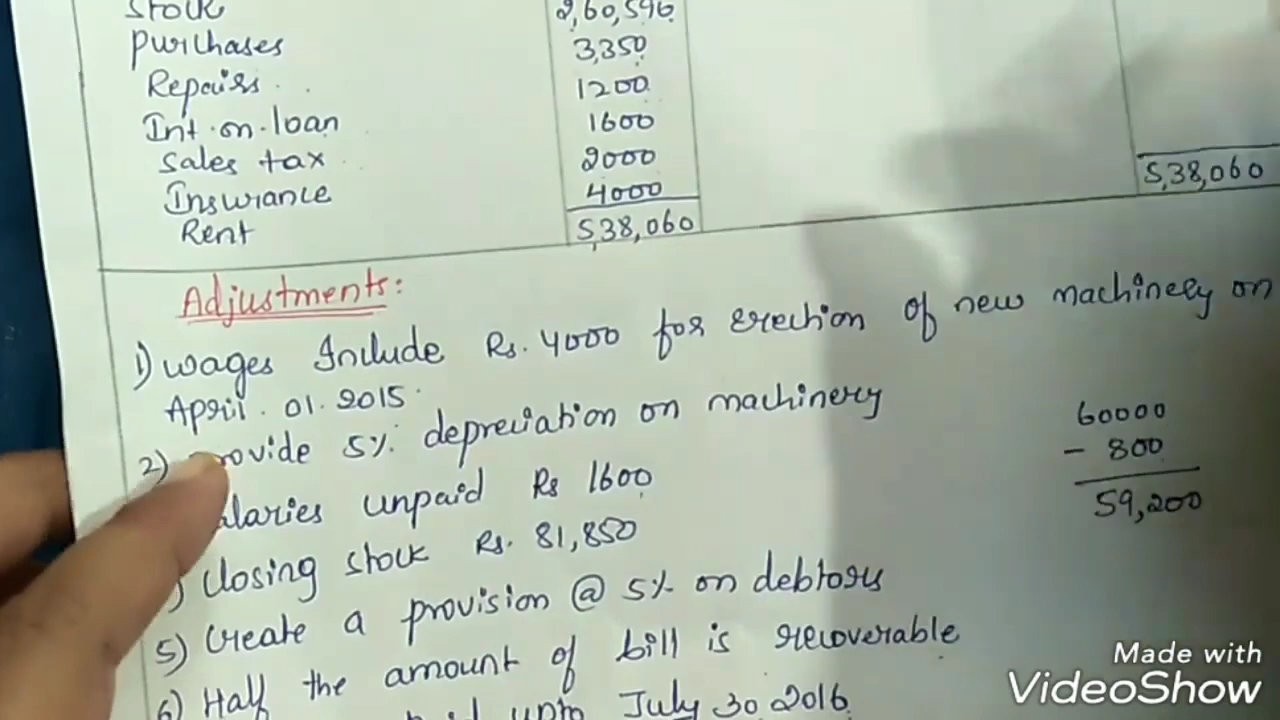 Stock 2,60,596
Purchases 3,350
Repairs 1200
Int. on. loan 1600
Sales tax 2000
Insurance 4000
Rent 5,38,060 5,38,060
Adjustments:
1) Wages Include Rs. 4000 for Erection of new machinery on
April. 01. 2015.
2) Provide 5% depreciation on machinery
alaries unpaid Rs 1600
) Closing stock Rs. 81,850
5) Create a provision @ 5% on debtors
6) Half the amount of bill is recoverable
upto July 30 2016
60000
- 800
59,200
Made with
VideoShow